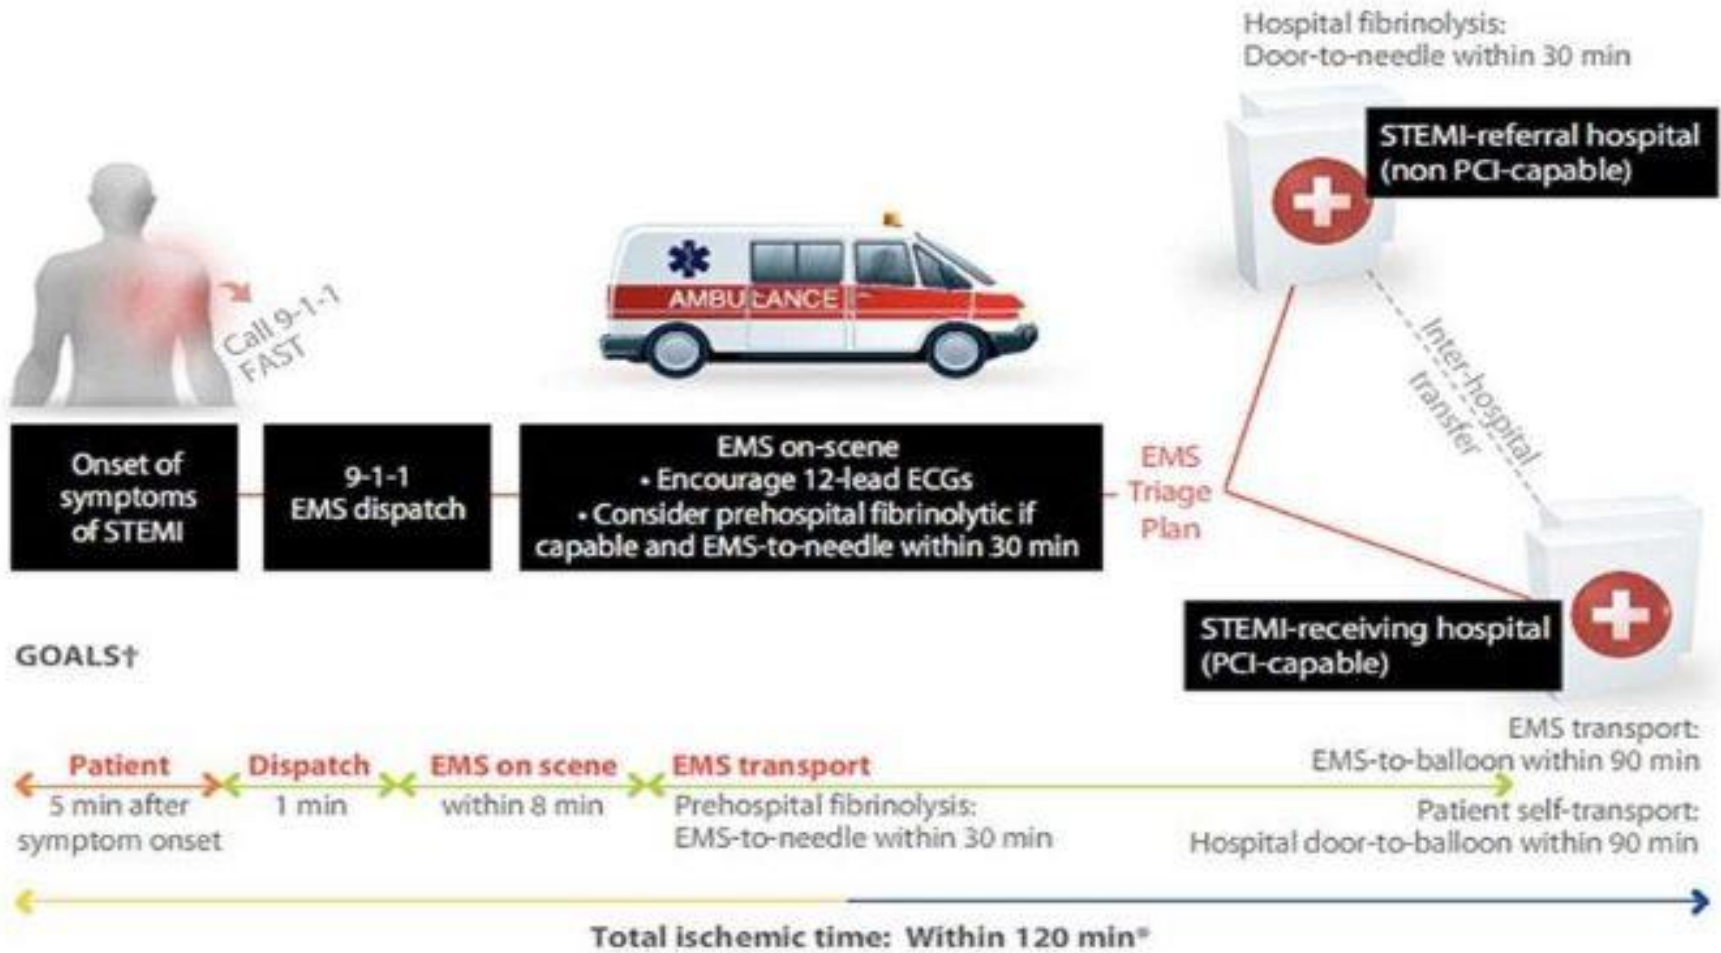 Hospital fibrinolysis:
Door-to-needle within 30 min
STEMI-referral hospital
(non PCI-capable)
Call 9-1-1
FAST
AMBULANCE
Inter-hospital
transfer
Onset of
symptoms
of STEMI
9-1-1
EMS dispatch
EMS on-scene
• Encourage 12-lead ECGs
• Consider prehospital fibrinolytic if
capable and EMS-to-needle within 30 min
EMS
Triage
Plan
STEMI-receiving hospital
(PCI-capable)
GOALS†
Patient
5 min after
symptom onset
Dispatch
1 min
EMS on scene
within 8 min
EMS transport
Prehospital fibrinolysis:
EMS-to-needle within 30 min
EMS transport:
EMS-to-balloon within 90 min
Patient self-transport:
Hospital door-to-balloon within 90 min
Total ischemic time: Within 120 min*